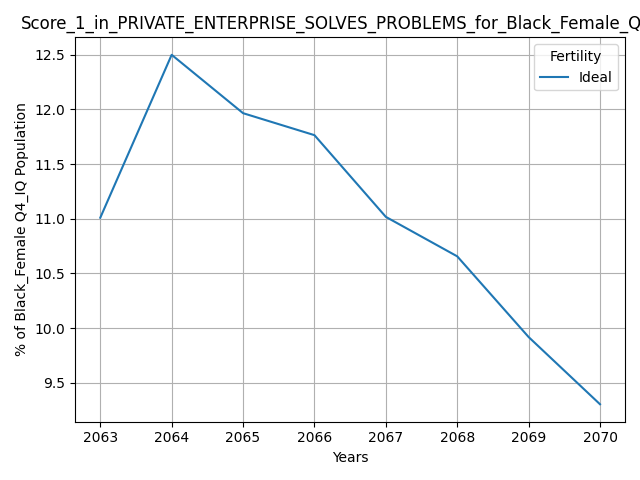 Score_1_in_PRIVATE_ENTERPRISE_SOLVES_PROBLEMS_for_Black_Female_Q
Fertility
Ideal
% of Black_Female Q4_IQ Population
12.5
12.0
11.5
11.0
10.5
10.0
9.5
2063 2064 2065 2066 2067 2068 2069 2070
Years